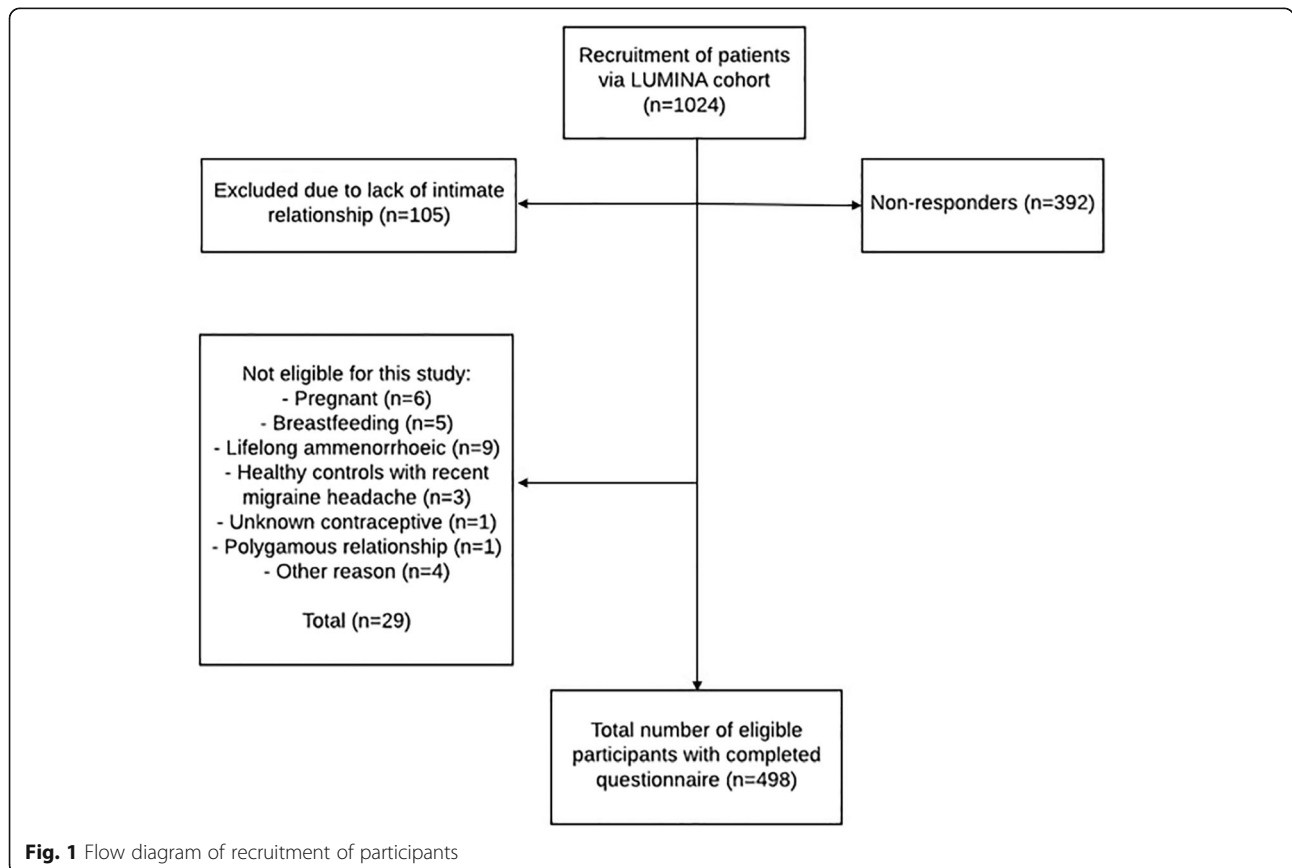 Recruitment of patients
via LUMINA cohort
(n=1024)
Excluded due to lack of intimate
relationship (n=105)
Non-responders (n=392)
Not eligible for this study:
- Pregnant (n=6)
- Breastfeeding (n=5)
- Lifelong ammenorrhoeic (n=9)
- Healthy controls with recent
migraine headache (n=3)
- Unknown contraceptive (n=1)
- Polygamous relationship (n=1)
- Other reason (n=4)
Total (n=29)
Total number of eligible
participants with completed
questionnaire (n=498)
Fig. 1 Flow diagram of recruitment of participants